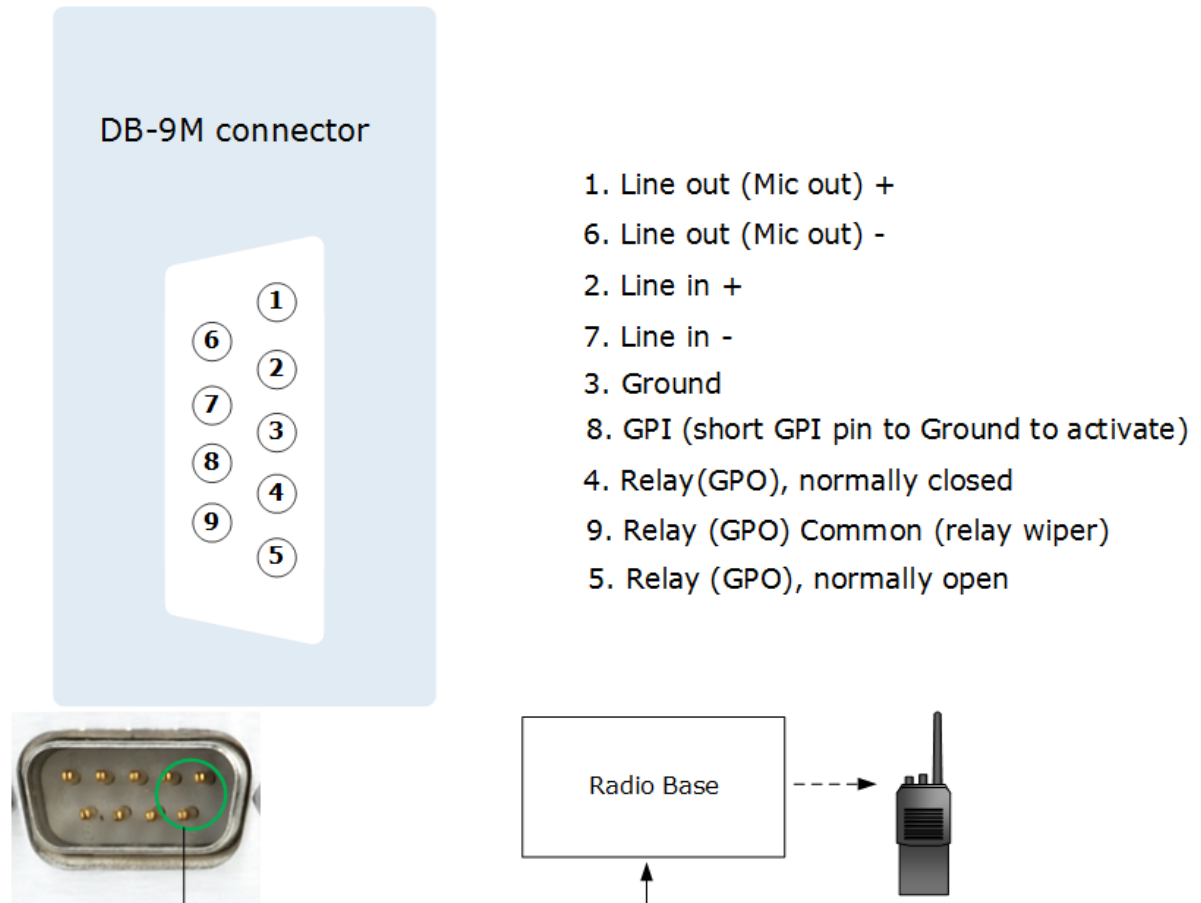 DB-9M connector
1
6
2
7
3
8
4
9
5
1. Line out (Mic out) +
6. Line out (Mic out) -
2. Line in +
7. Line in -
3. Ground
8. GPI (short GPI pin to Ground to activate)
4. Relay(GPO), normally closed
9. Relay (GPO) Common (relay wiper)
5. Relay (GPO), normally open
Radio Base